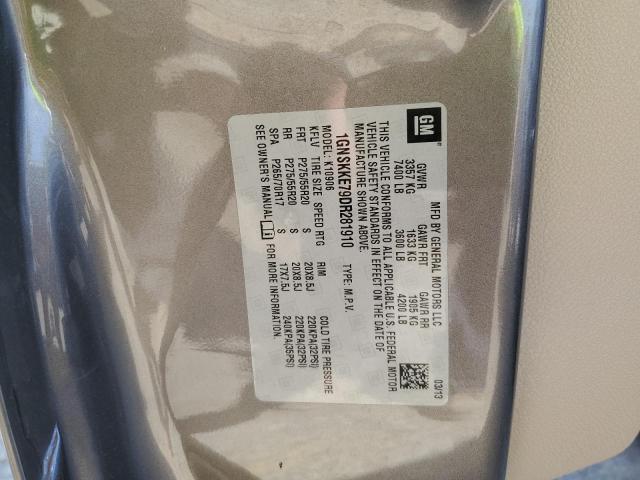 GM
MFD BY GENERAL MOTORS LLC
03/13
GVWR GAWR FRT GAWR RR
3357 KG 1633 KG 1905 KG
7400 LB 3600 LB 4200 LB
THIS VEHICLE CONFORMS TO ALL APPLICABLE U.S. FEDERAL MOTOR
VEHICLE SAFETY STANDARDS IN EFFECT ON THE DATE OF
MANUFACTURE SHOWN ABOVE.
1GNSKKE79DR281910 TYPE: M.P.V.
MODEL: K10906
KFLV TIRE SIZE SPEED RTG RIM COLD TIRE PRESSURE
FRT P275/55R20 S 20X8.5J 220KPA(32PSI)
RR P275/55R20 S 20X8.5J 220KPA(32PSI)
SPA P265/70R17 S 17X7.5J 240KPA(35PSI)
SEE OWNER'S MANUAL FOR MORE INFORMATION.